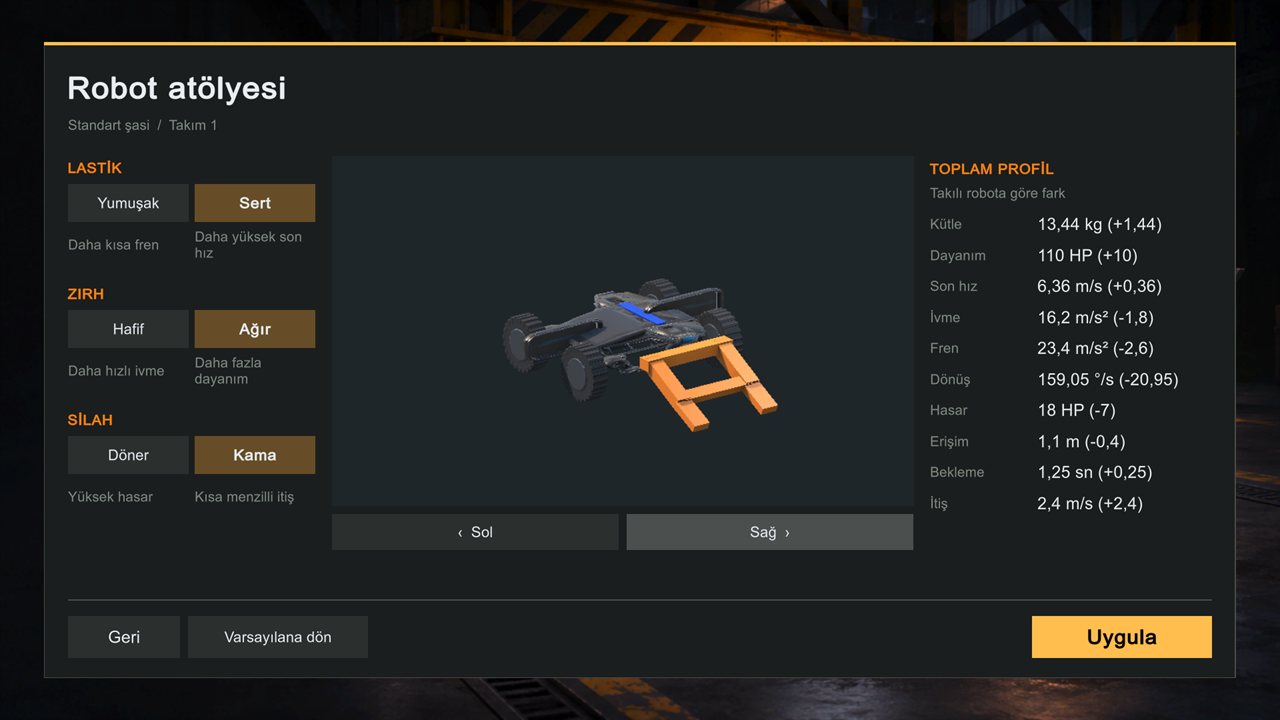 Robot atölyesi
Standart şasi / Takım 1
LASTİK
Yumuşak
Sert
Daha kısa fren
Daha yüksek son
hız
ZIRH
Hafif
Ağır
Daha hızlı ivme
Daha fazla
dayanım
SİLAH
Döner
Kama
Yüksek hasar
Kısa menzilli itiş
‹ Sol
Sağ ›
TOPLAM PROFİL
Takılı robota göre fark
Kütle 13,44 kg (+1,44)
Dayanım 110 HP (+10)
Son hız 6,36 m/s (+0,36)
İvme 16,2 m/s² (-1,8)
Fren 23,4 m/s² (-2,6)
Dönüş 159,05 °/s (-20,95)
Hasar 18 HP (-7)
Erişim 1,1 m (-0,4)
Bekleme 1,25 sn (+0,25)
İtiş 2,4 m/s (+2,4)
Geri
Varsayılana dön
Uygula